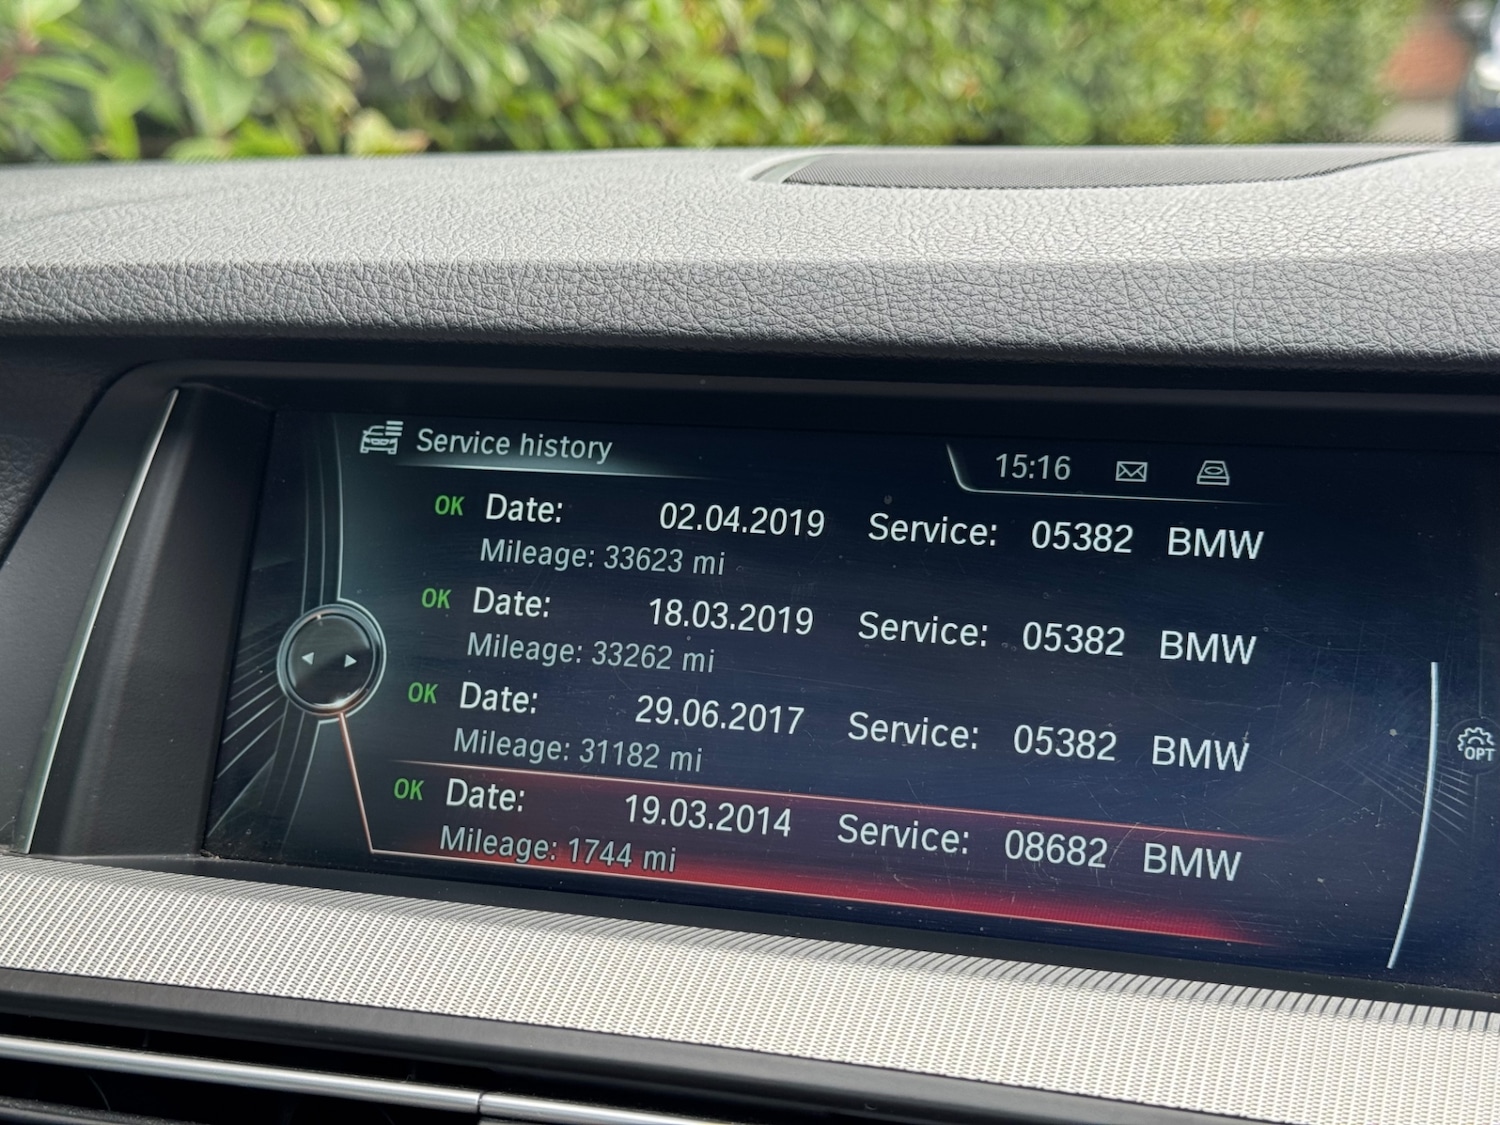 Service history
15:16
OK Date: 02.04.2019 Service: 05382 BMW
Mileage: 33623 mi
OK Date: 18.03.2019 Service: 05382 BMW
Mileage: 33262 mi
OK Date: 29.06.2017 Service: 05382 BMW
Mileage: 31182 mi
OPT
OK Date: 19.03.2014 Service: 08682 BMW
Mileage: 1744 mi